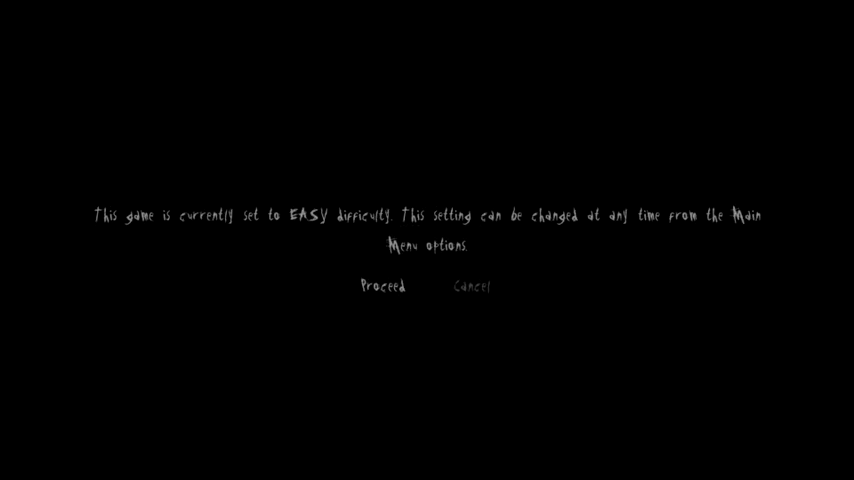 This game is currently set to EASY difficulty. This setting can be changed at any time from the Main
Menu options.
Proceed Cancel